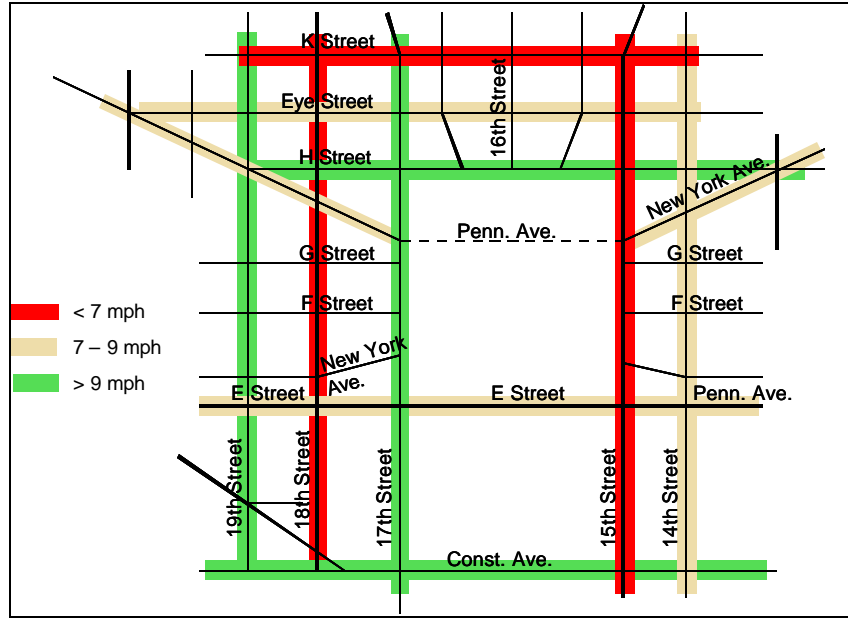 K Street
Eye Street
16th Street
H Street
New York Ave.
Penn. Ave.
G Street
G Street
F Street
F Street
< 7 mph
7 – 9 mph
> 9 mph
New York
Ave.
E Street
E Street
Penn. Ave.
19th Street
18th Street
17th Street
15th Street
14th Street
Const. Ave.